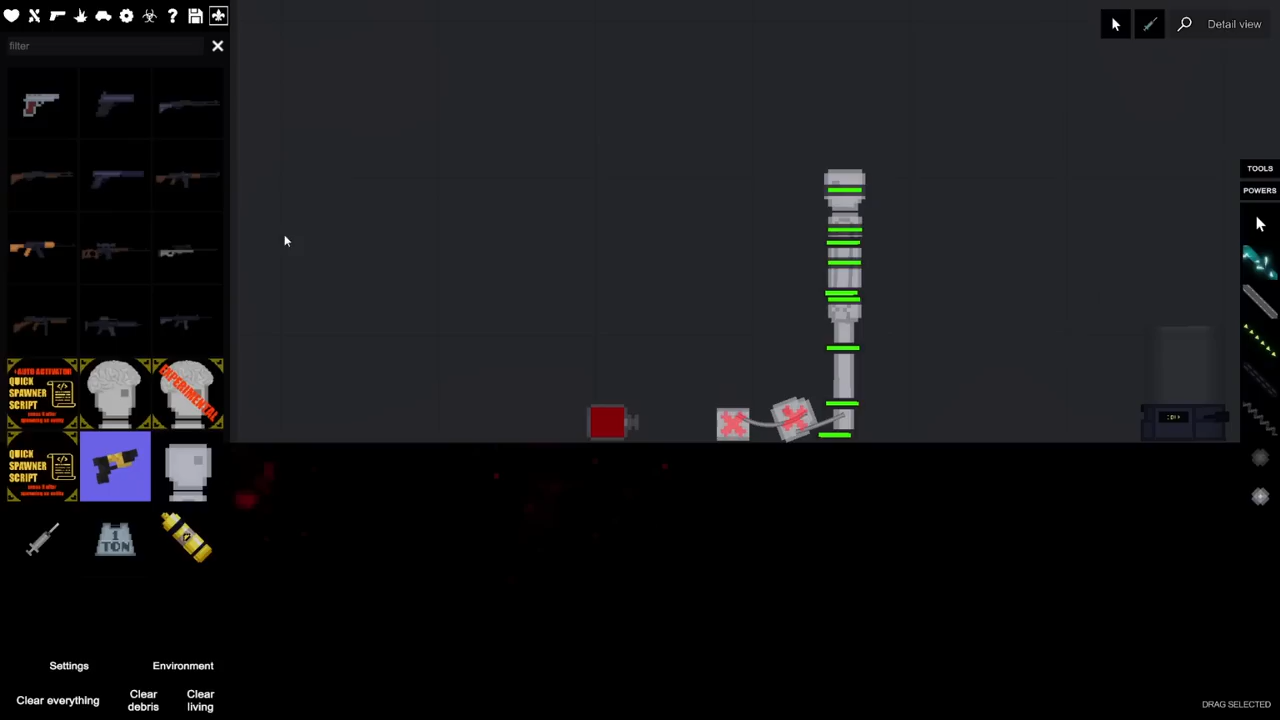 Detail view
filter
TOOLS
POWERS
+AUTO ACTIVATOR
QUICK
SPAWNER
SCRIPT
EXPERIMENTAL
QUICK
SPAWNER
SCRIPT
1
TON
Settings
Environment
Clear everything
Clear
debris
Clear
living
DRAG SELECTED